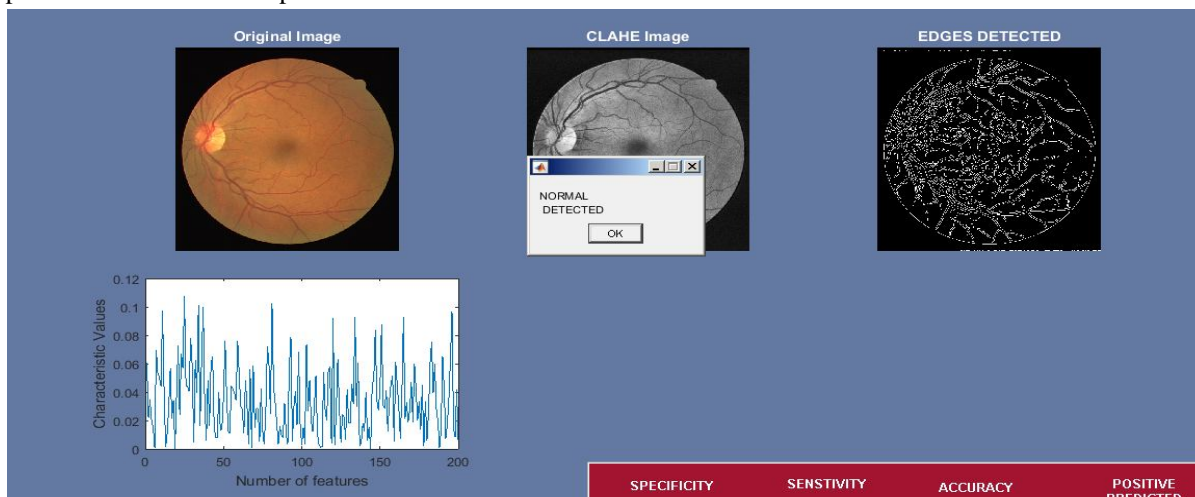 Original Image
CLAHE Image
EDGES DETECTED
NORMAL
DETECTED
OK
0.12
0.1
0.08
0.06
0.04
0.02
0
Characteristic Values
0 50 100 150 200
Number of features
SPECIFICITY SENSTIVITY ACCURACY POSITIVE
PREDICTED